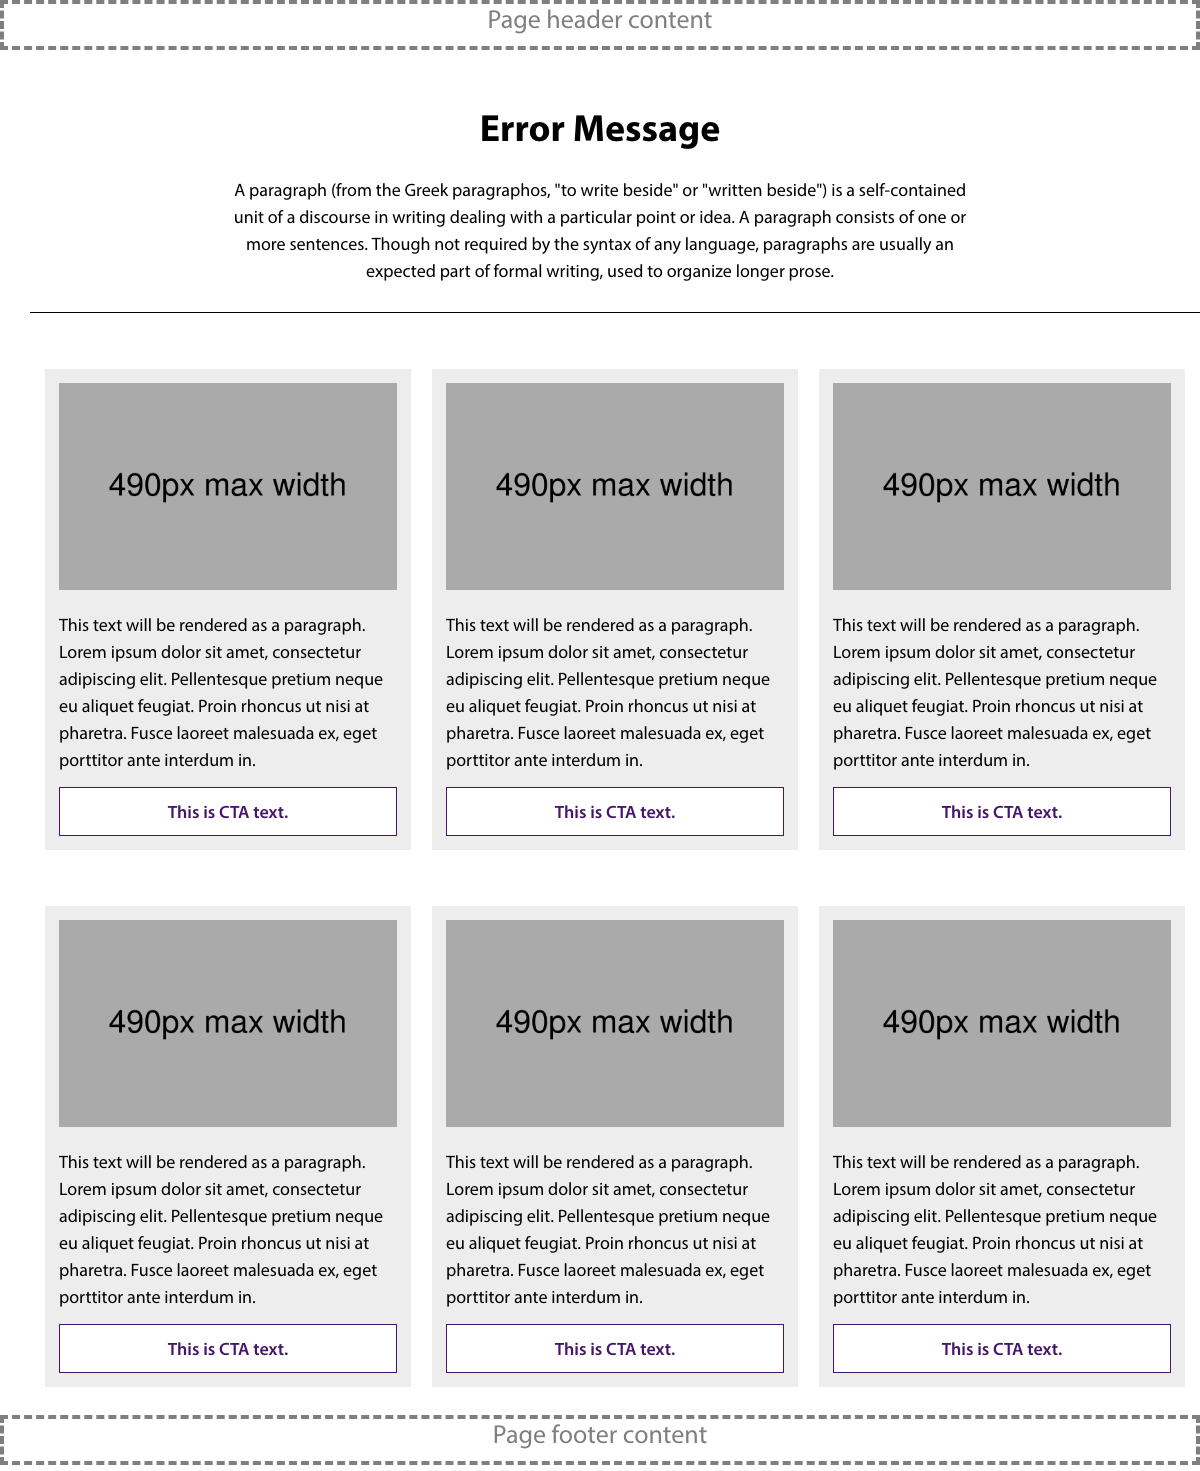 Page header content
Error Message
A paragraph (from the Greek paragraphos, "to write beside" or "written beside") is a self-contained
unit of a discourse in writing dealing with a particular point or idea. A paragraph consists of one or
more sentences. Though not required by the syntax of any language, paragraphs are usually an
expected part of formal writing, used to organize longer prose.
490px max width
This text will be rendered as a paragraph.
Lorem ipsum dolor sit amet, consectetur
adipiscing elit. Pellentesque pretium neque
eu aliquet feugiat. Proin rhoncus ut nisi at
pharetra. Fusce laoreet malesuada ex, eget
porttitor ante interdum in.
This is CTA text.
490px max width
This text will be rendered as a paragraph.
Lorem ipsum dolor sit amet, consectetur
adipiscing elit. Pellentesque pretium neque
eu aliquet feugiat. Proin rhoncus ut nisi at
pharetra. Fusce laoreet malesuada ex, eget
porttitor ante interdum in.
This is CTA text.
490px max width
This text will be rendered as a paragraph.
Lorem ipsum dolor sit amet, consectetur
adipiscing elit. Pellentesque pretium neque
eu aliquet feugiat. Proin rhoncus ut nisi at
pharetra. Fusce laoreet malesuada ex, eget
porttitor ante interdum in.
This is CTA text.
490px max width
This text will be rendered as a paragraph.
Lorem ipsum dolor sit amet, consectetur
adipiscing elit. Pellentesque pretium neque
eu aliquet feugiat. Proin rhoncus ut nisi at
pharetra. Fusce laoreet malesuada ex, eget
porttitor ante interdum in.
This is CTA text.
490px max width
This text will be rendered as a paragraph.
Lorem ipsum dolor sit amet, consectetur
adipiscing elit. Pellentesque pretium neque
eu aliquet feugiat. Proin rhoncus ut nisi at
pharetra. Fusce laoreet malesuada ex, eget
porttitor ante interdum in.
This is CTA text.
490px max width
This text will be rendered as a paragraph.
Lorem ipsum dolor sit amet, consectetur
adipiscing elit. Pellentesque pretium neque
eu aliquet feugiat. Proin rhoncus ut nisi at
pharetra. Fusce laoreet malesuada ex, eget
porttitor ante interdum in.
This is CTA text.
Page footer content